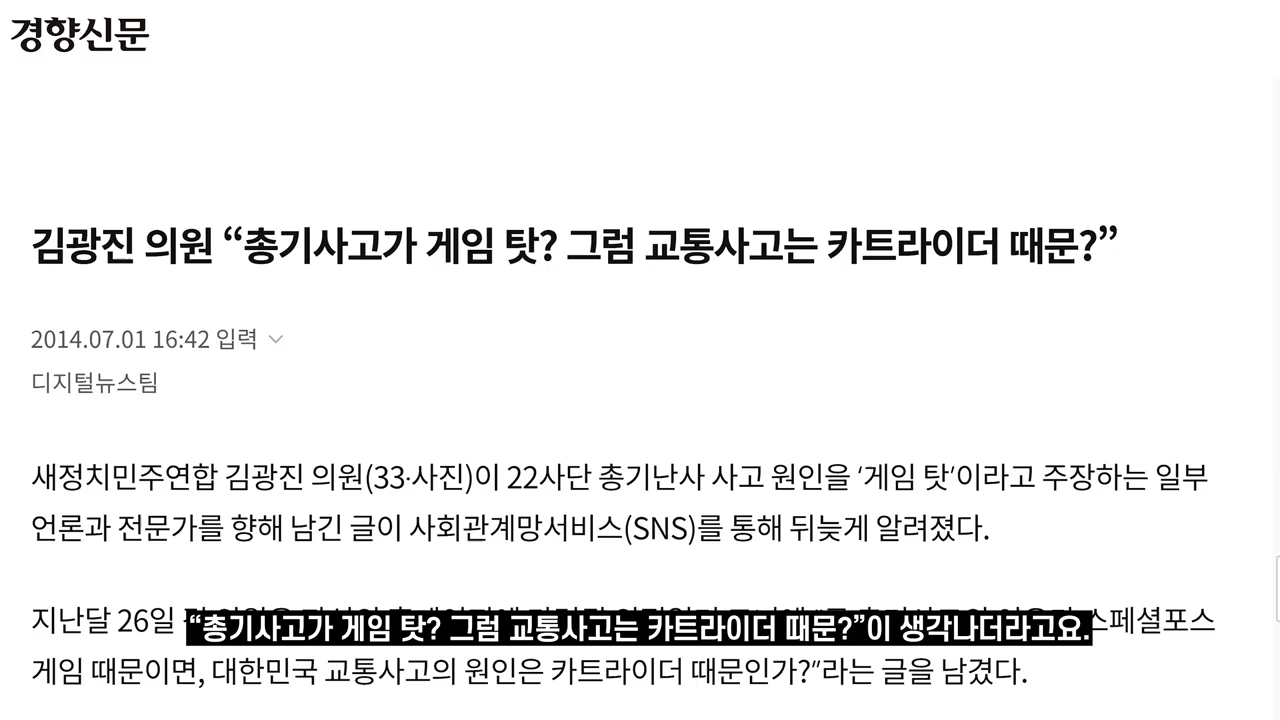 경향신문
김광진 의원 “총기사고가 게임 탓? 그럼 교통사고는 카트라이더 때문?”
2014.07.01 16:42 입력
디지털뉴스팀
새정치민주연합 김광진 의원(33·사진)이 22사단 총기난사 사고 원인을 ‘게임 탓’이라고 주장하는 일부
언론과 전문가를 향해 남긴 글이 사회관계망서비스(SNS)를 통해 뒤늦게 알려졌다.
지난달 26일 스페셜포스
“총기사고가 게임 탓? 그럼 교통사고는 카트라이더 때문?”이 생각나더라고요.
게임 때문이면, 대한민국 교통사고의 원인은 카트라이더 때문인가?”라는 글을 남겼다.